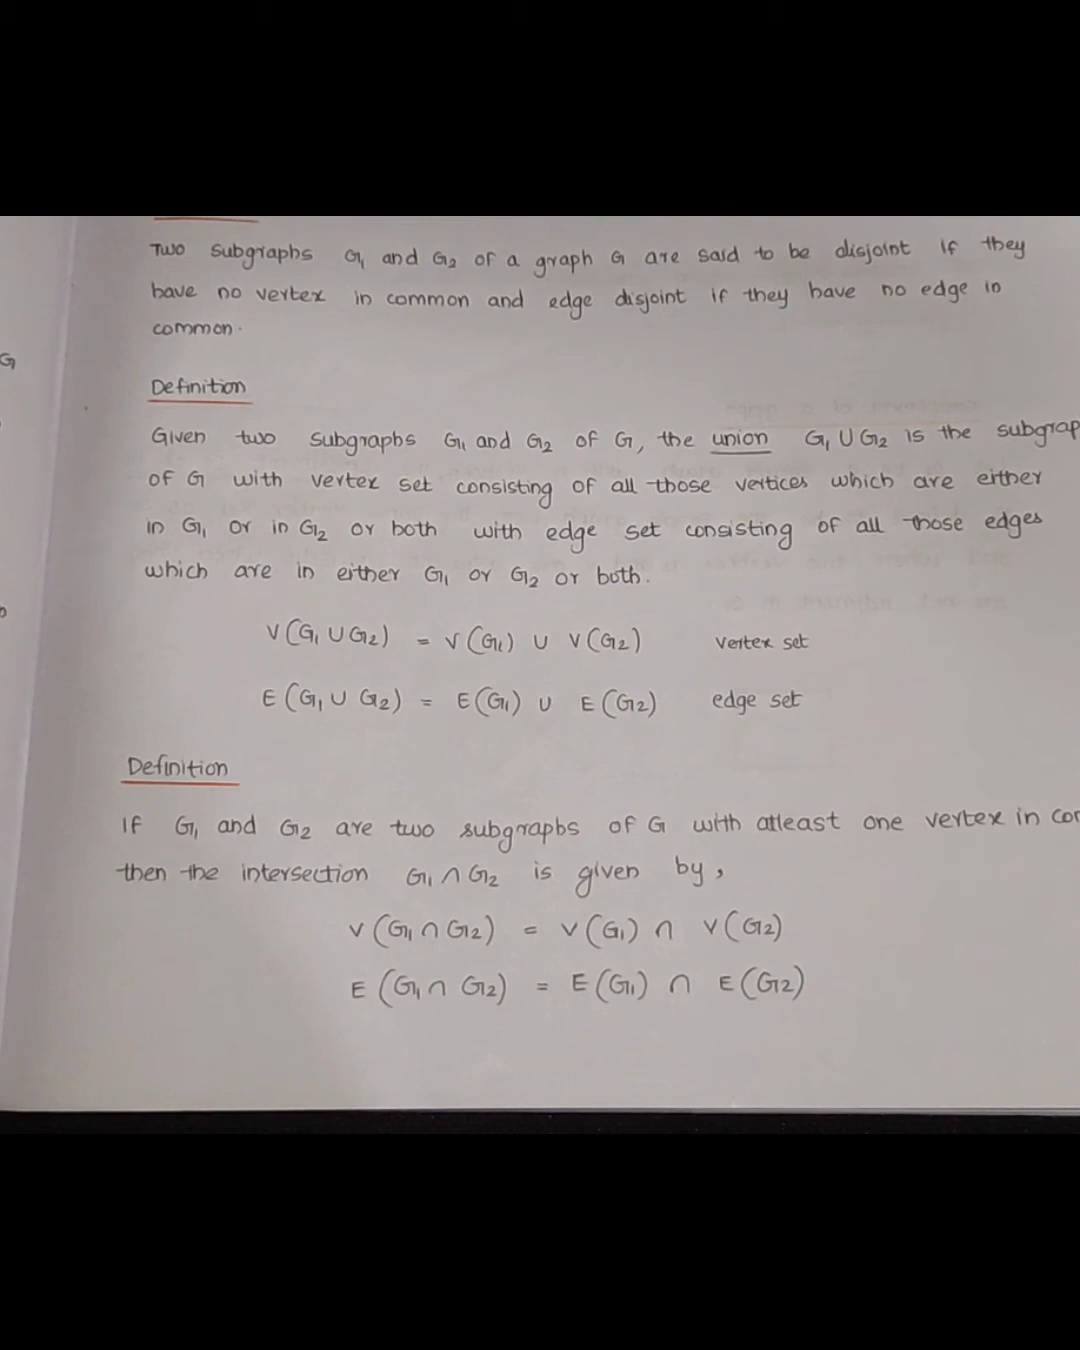 Two subgraphs G1 and G2 of a graph G are said to be disjoint if they
have no vertex in common and edge disjoint if they have no edge in
common.
G
Definition
Given two subgraphs G1 and G2 of G, the union G1 ∪ G2 is the subgrap
of G with vertex set consisting of all those vertices which are either
in G1 or in G2 or both with edge set consisting of all those edges
which are in either G1 or G2 or both.
V(G1 ∪ G2) = V(G1) ∪ V(G2) vertex set
E(G1 ∪ G2) = E(G1) ∪ E(G2) edge set
Definition
If G1 and G2 are two subgraphs of G with atleast one vertex in co
then the intersection G1 ∩ G2 is given by,
V(G1 ∩ G2) = V(G1) ∩ V(G2)
E(G1 ∩ G2) = E(G1) ∩ E(G2)